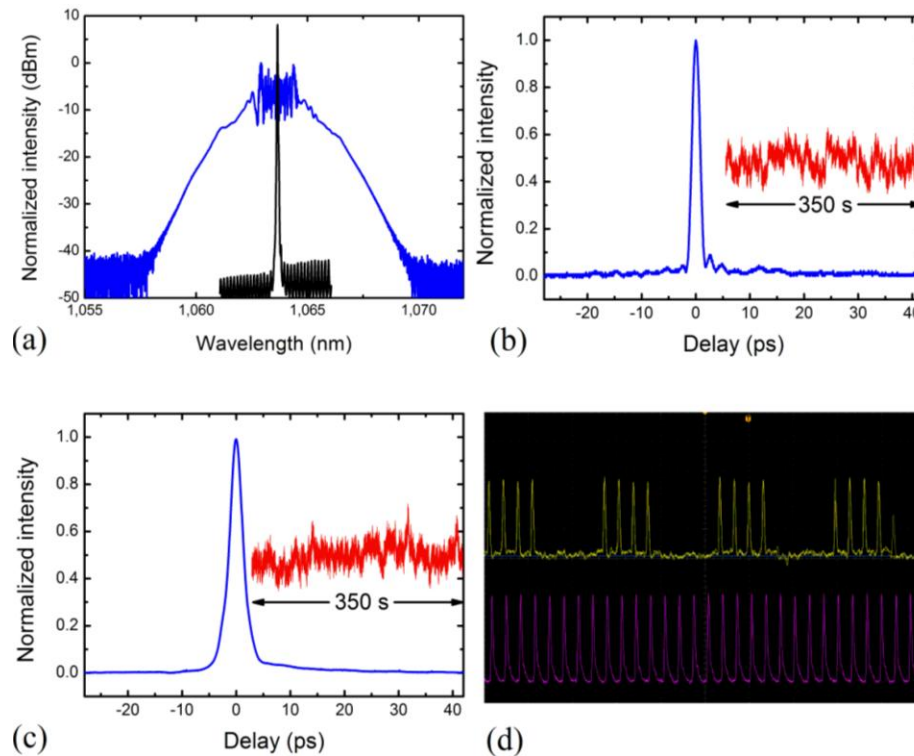 10
0
-10
-20
-30
-40
-50
Normalized intensity (dBm)
1,055 1,060 1,065 1,070
Wavelength (nm)
(a)
1.0
0.8
0.6
0.4
0.2
0.0
Normalized intensity
350 s
-20 -10 0 10 20 30 40
Delay (ps)
(b)
1.0
0.8
0.6
0.4
0.2
0.0
Normalized intensity
350 s
-20 -10 0 10 20 30 40
Delay (ps)
(c)
(d)